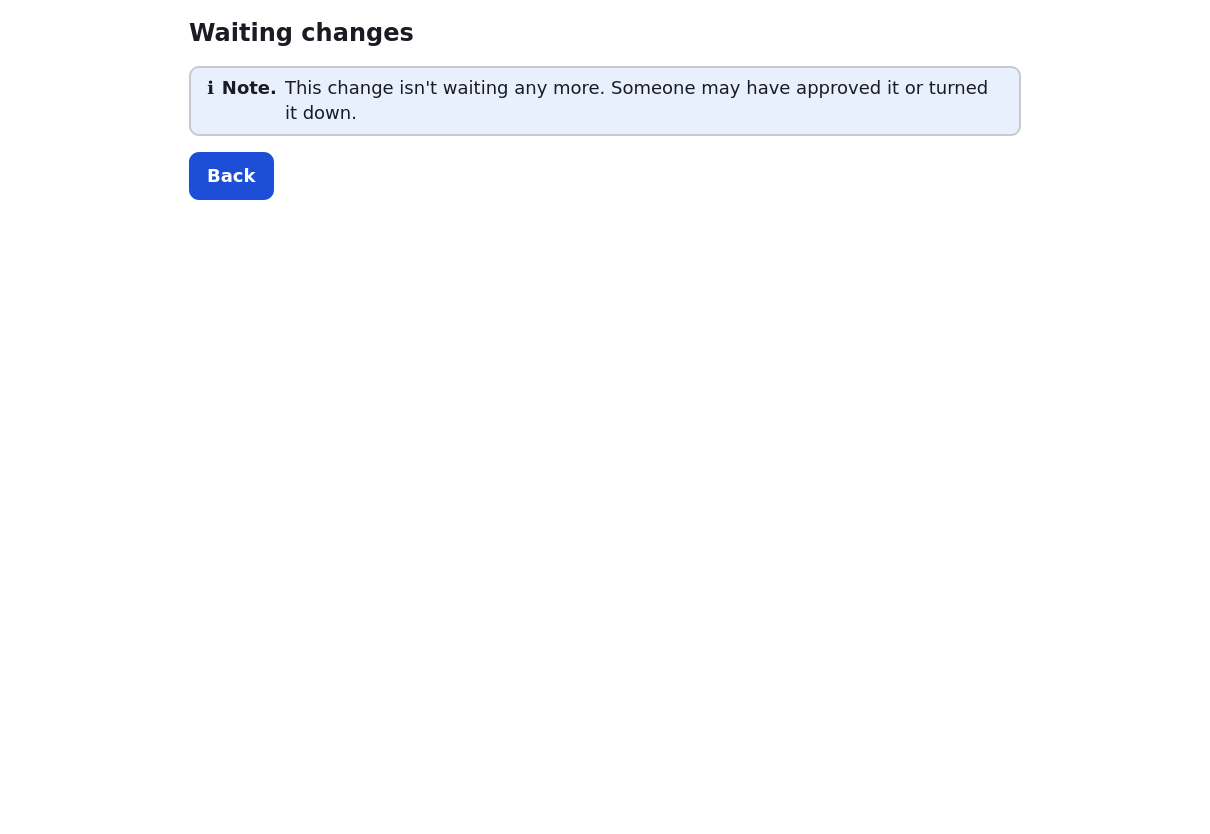 Waiting changes
ℹ Note. This change isn't waiting any more. Someone may have approved it or turned
it down.
Back